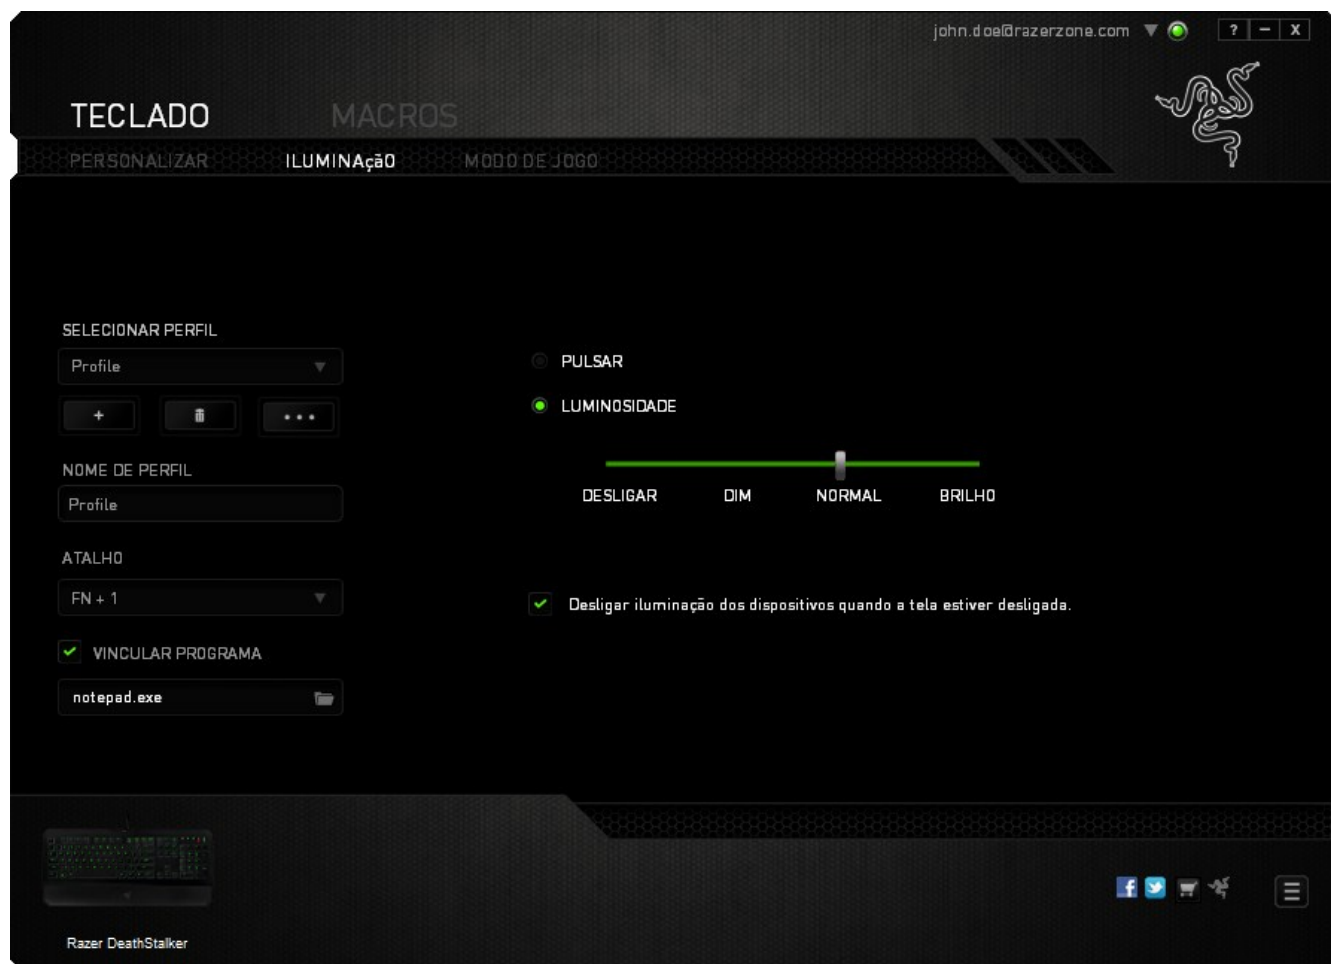 john.doe@razerzone.com ? – X
TECLADO MACROS
PERSONALIZAR ILUMINAçãO MODO DE JOGO
SELECIONAR PERFIL
Profile
PULSAR
LUMINOSIDADE
+ •••
NOME DE PERFIL
Profile
DESLIGAR DIM NORMAL BRILHO
ATALHO
FN + 1
Desligar iluminação dos dispositivos quando a tela estiver desligada.
VINCULAR PROGRAMA
notepad.exe
Razer DeathStalker